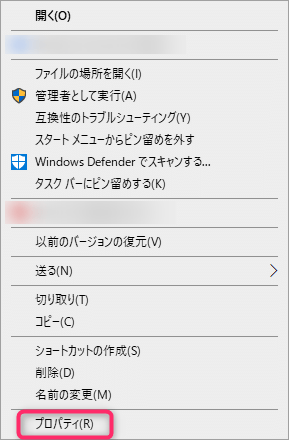 開く(O)
ファイルの場所を開く(I)
管理者として実行(A)
互換性のトラブルシューティング(Y)
スタート メニューからピン留めを外す
Windows Defender でスキャンする...
タスク バーにピン留めする(K)
以前のバージョンの復元(V)
送る(N)
切り取り(T)
コピー(C)
ショートカットの作成(S)
削除(D)
名前の変更(M)
プロパティ(R)